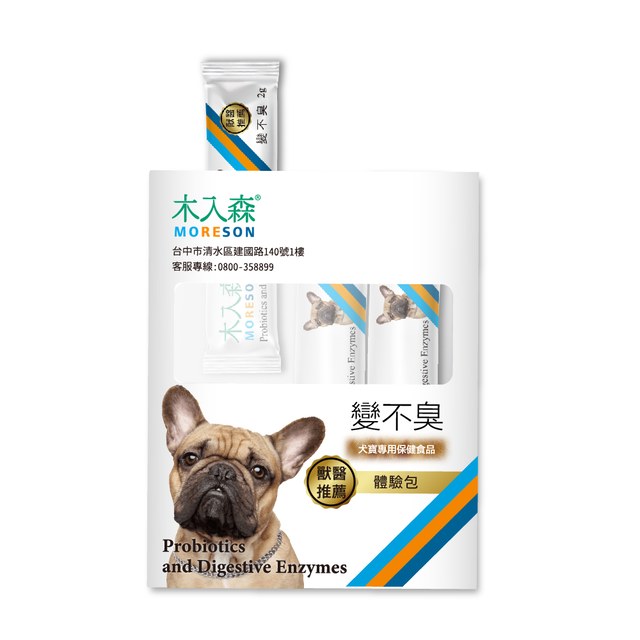 獸醫
推薦
變不臭 2g
木入森®
MORESON
台中市清水區建國路140號1樓
客服專線:0800-358899
木入森
MORESO
Probiotics and
gestive Enzymes
gestive Enzymes
變不臭
犬寶專用保健食品
獸醫
推薦
體驗包
Probiotics
and Digestive Enzymes